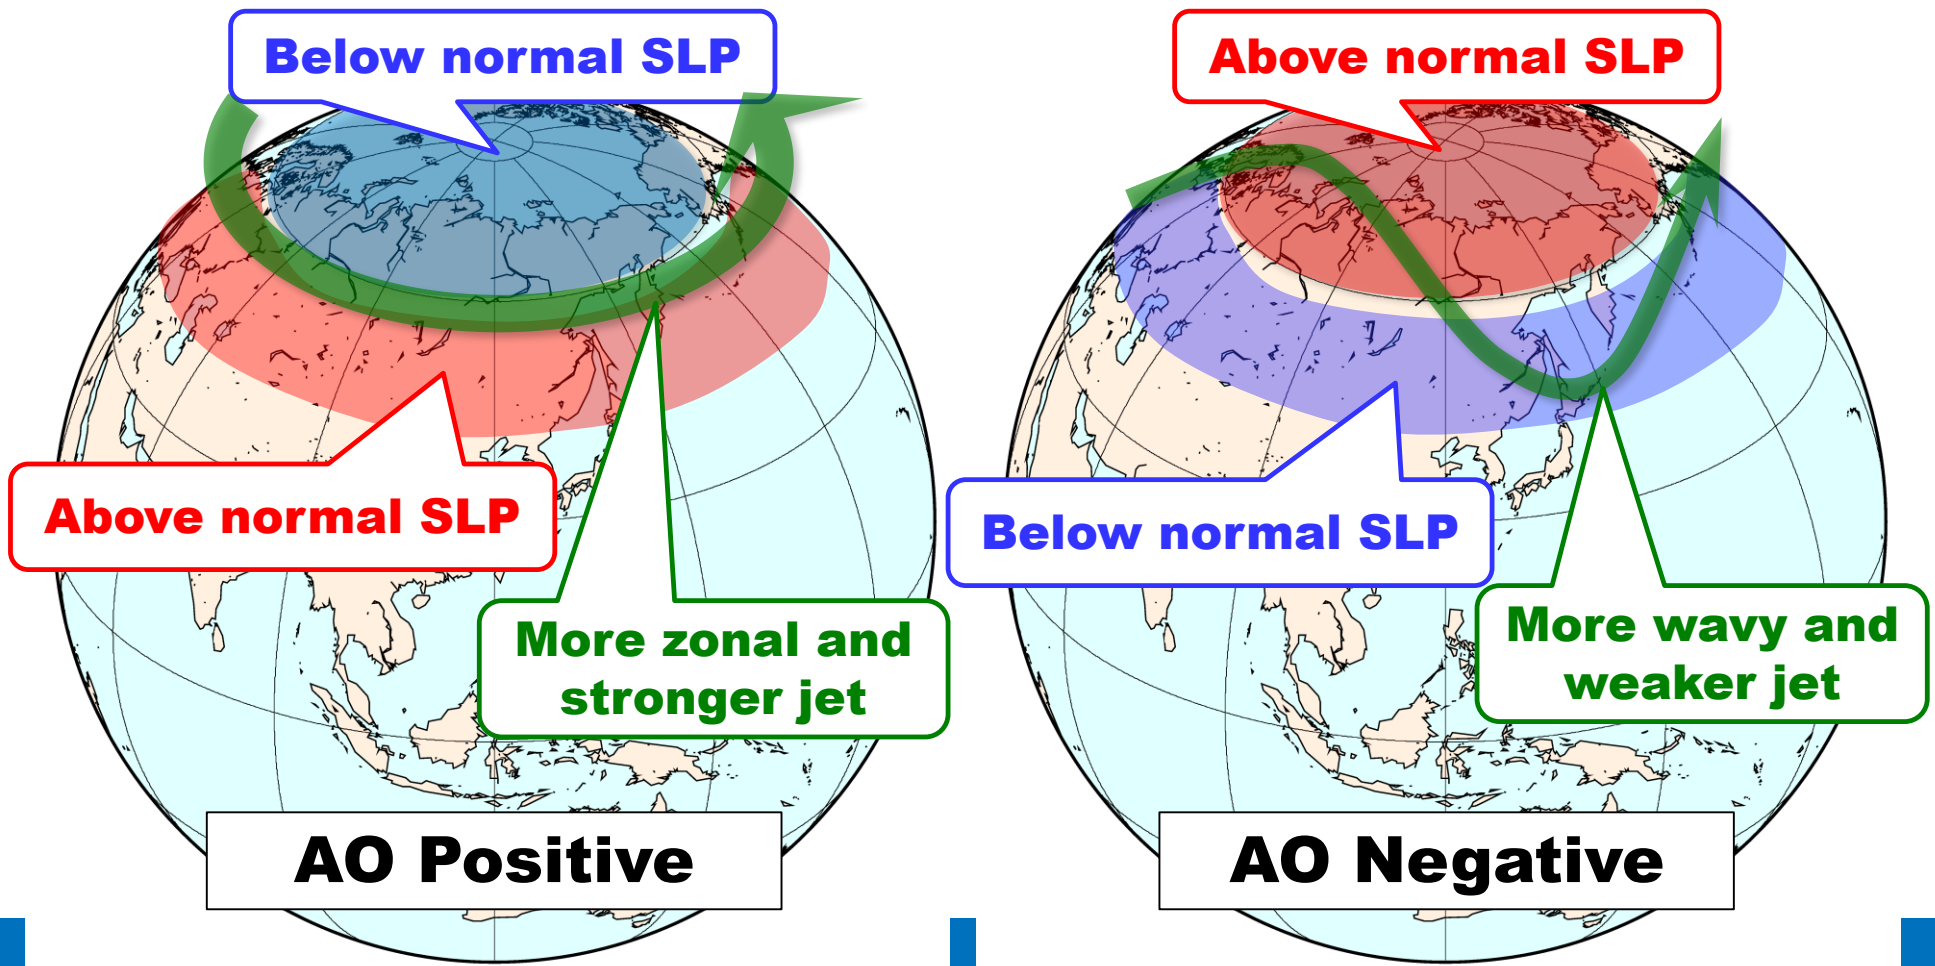 Below normal SLP
Above normal SLP
More zonal and
stronger jet
AO Positive
Above normal SLP
Below normal SLP
More wavy and
weaker jet
AO Negative